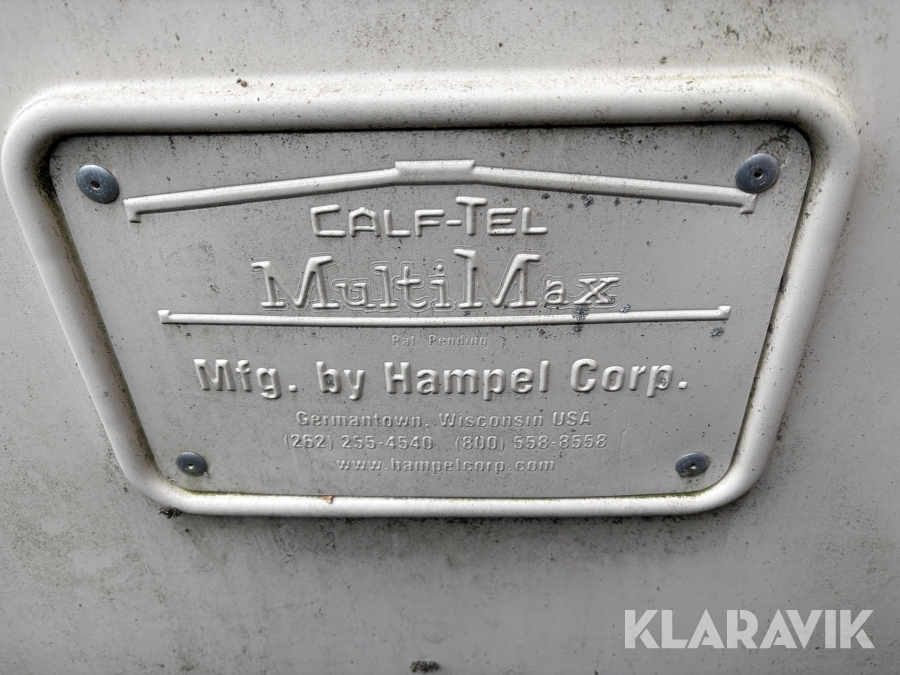 CALF-TEL
MultiMax
Pat. Pending
Mfg. by Hampel Corp.
Germantown, Wisconsin USA
(262) 255-4540 (800) 558-8558
www.hampelcorp.com
KLARAVIK